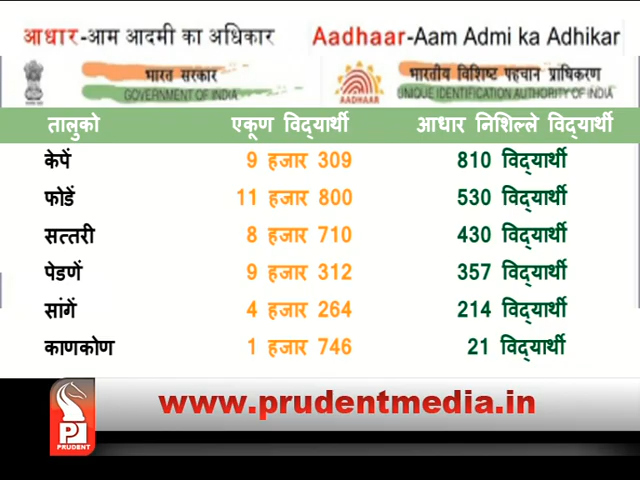 आधार-आम आदमी का अधिकार Aadhaar-Aam Admi ka Adhikar
भारत सरकार भारतीय विशिष्ट पहचान प्राधिकरण
GOVERNMENT OF INDIA AADHAAR UNIQUE IDENTIFICATION AUTHORITY OF INDIA
तालुको एकूण विद्यार्थी आधार निशिल्ले विद्यार्थी
केपें 9 हजार 309 810 विद्यार्थी
फोडें 11 हजार 800 530 विद्यार्थी
सत्तरी 8 हजार 710 430 विद्यार्थी
पेडणें 9 हजार 312 357 विद्यार्थी
सांगें 4 हजार 264 214 विद्यार्थी
काणकोण 1 हजार 746 21 विद्यार्थी
www.prudentmedia.in
P
PRUDENT